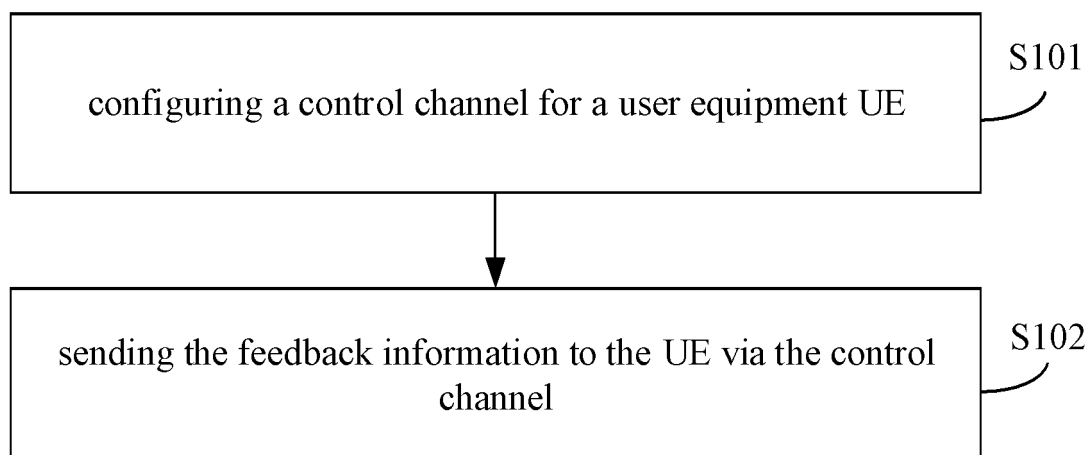 configuring a control channel for a user equipment UE
S101
sending the feedback information to the UE via the control
channel
S102